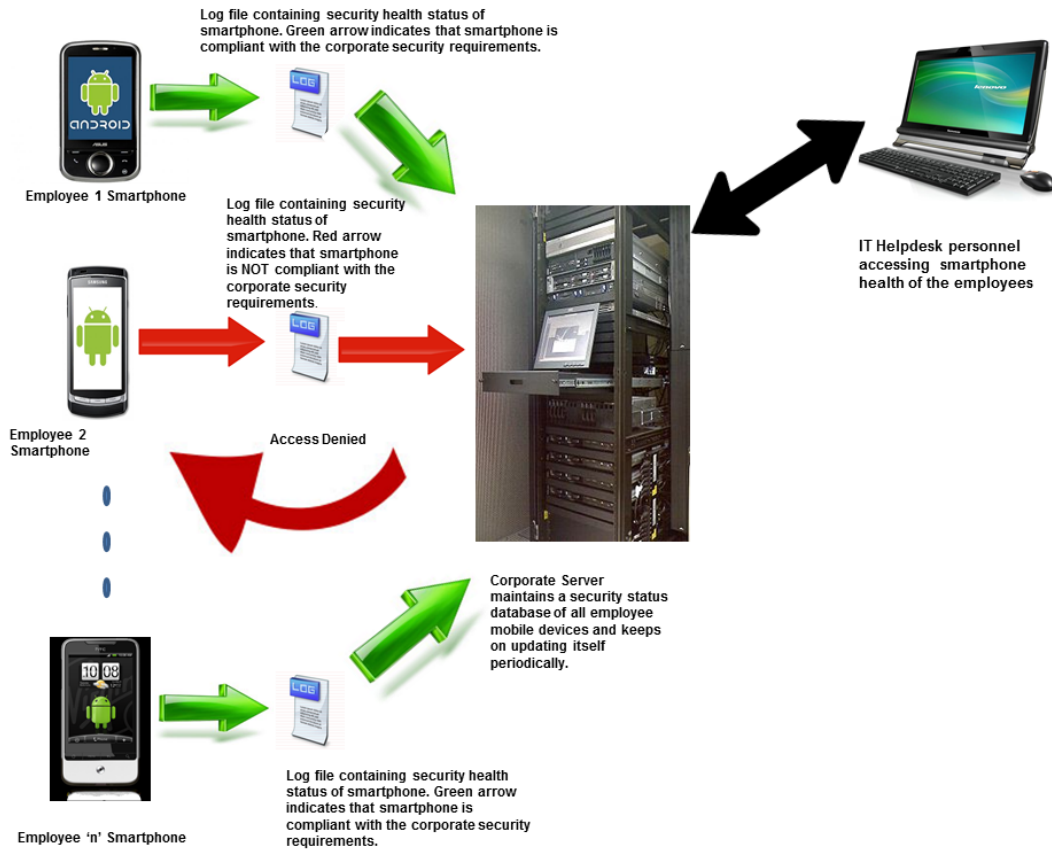 Log file containing security health status of
smartphone. Green arrow indicates that smartphone is
compliant with the corporate security requirements.
LOG
ANDROID
ASUS
lenovo
Employee 1 Smartphone
Log file containing security
health status of
smartphone. Red arrow
indicates that smartphone
is NOT compliant with the
corporate security
requirements.
IT Helpdesk personnel
accessing smartphone
health of the employees
SAMSUNG
LOG
Employee 2
Smartphone
Access Denied
Corporate Server
maintains a security status
database of all employee
mobile devices and keeps
on updating itself
periodically.
hTC
10 08
LOG
Log file containing security health
status of smartphone. Green arrow
indicates that smartphone is
compliant with the corporate security
requirements.
Employee ‘n’ Smartphone